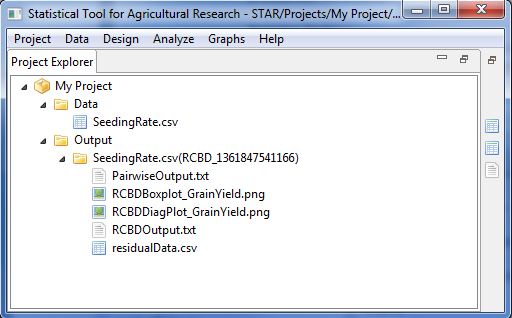 Statistical Tool for Agricultural Research - STAR/Projects/My Project/...
Project Data Design Analyze Graphs Help
Project Explorer
My Project
Data
SeedingRate.csv
Output
SeedingRate.csv(RCBD_1361847541166)
PairwiseOutput.txt
RCBDBoxplot_GrainYield.png
RCBDDiagPlot_GrainYield.png
RCBDOutput.txt
residualData.csv